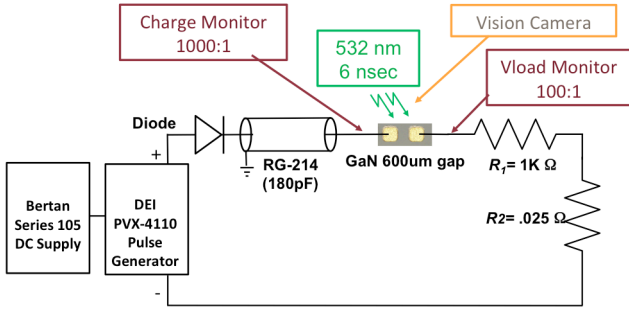 Charge Monitor
1000:1
532 nm
6 nsec
Vision Camera
Vload Monitor
100:1
Diode
+
RG-214
(180pF)
GaN 600um gap
R1= 1K Ω
R2= .025 Ω
Bertan
Series 105
DC Supply
DEI
PVX-4110
Pulse
Generator
-